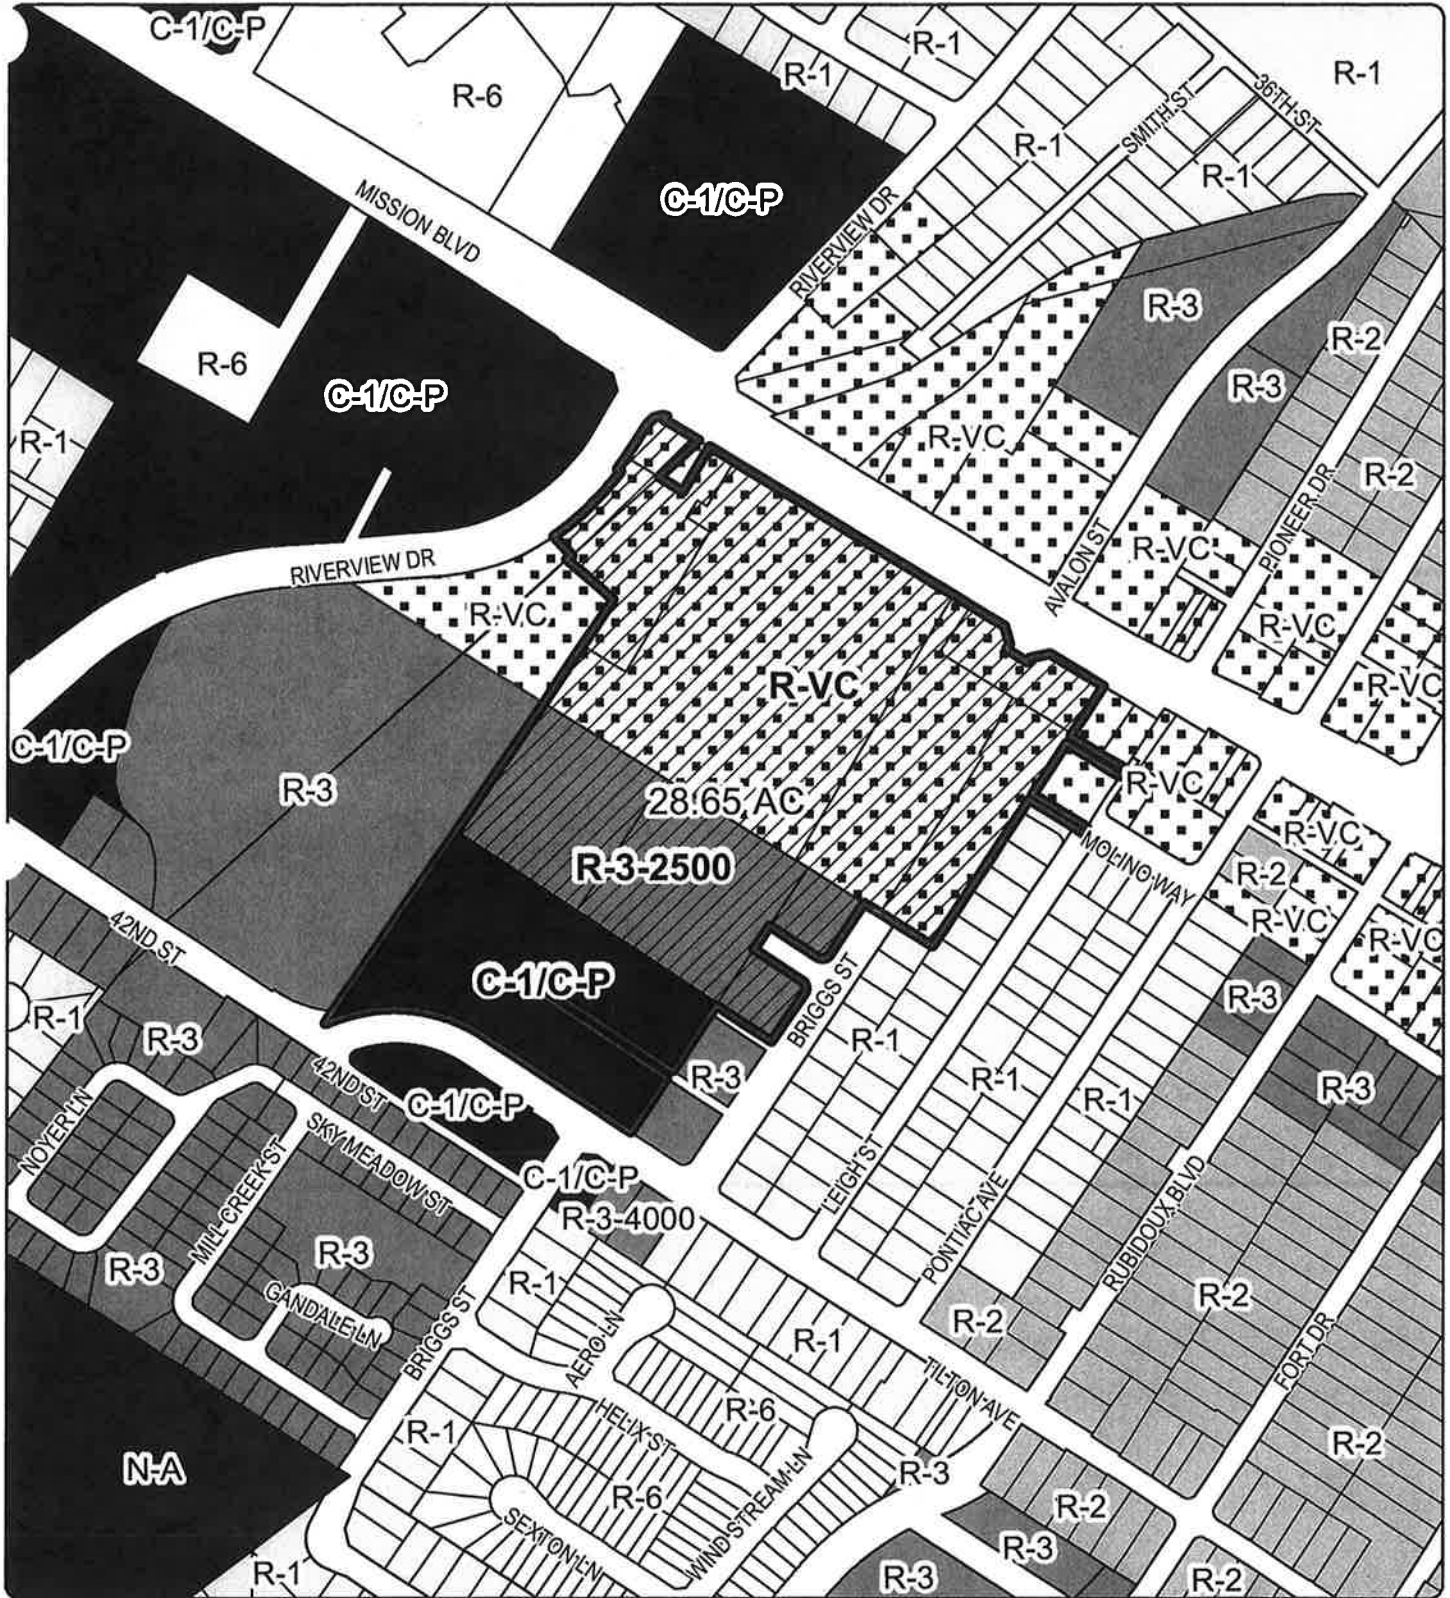 C-1/C-P
R-1
R-1
R-1
R-6
36TH ST
SMITH ST
R-1
R-1
C-1/C-P
MISSION BLVD
RIVERVIEW DR
R-3
R-2
R-6
C-1/C-P
R-3
R-1
R-VC
R-2
PIONEER DR
R-VC
AVALON ST
RIVERVIEW DR
R-VC
R-VC
R-VC
R-VC
C-1/C-P
R-VC
R-3
28.65 AC
R-VC
R-3-2500
MOLINO WAY
R-2
R-VC
R-VC
42ND ST
C-1/C-P
R-3
BRIGGS ST
R-1
R-3
R-1
42ND ST
R-3
R-1
R-1
R-3
C-1/C-P
NOYER LN
SKY MEADOW ST
MILL CREEK ST
C-1/C-P
LEIGH ST
PONTIAC AVE
RUBIDOUX BLVD
R-3-4000
R-3
R-3
R-1
R-2
GANDALE LN
BRIGGS ST
AERO LN
R-1
R-2
FORT DR
TILTON AVE
R-6
HELIX ST
R-1
R-2
N-A
R-3
R-6
WIND STREAM LN
R-2
SEXTON LN
R-3
R-1
R-3
R-2